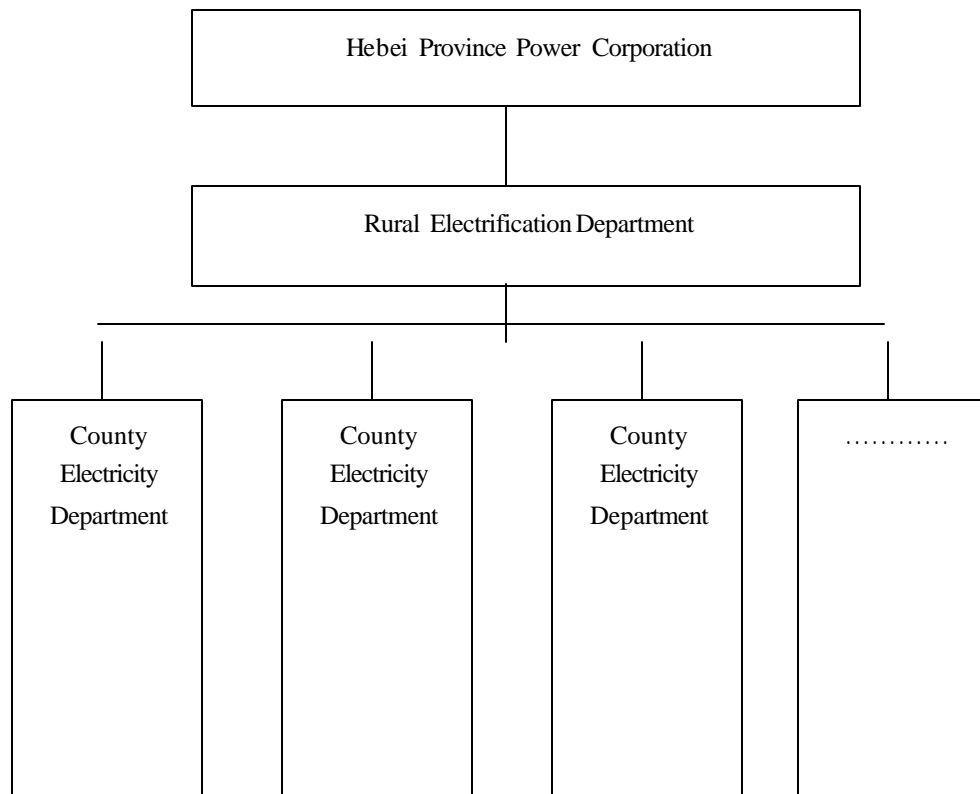 Hebei Province Power Corporation
Rural Electrification Department
County
Electricity
Department
County
Electricity
Department
County
Electricity
Department
............